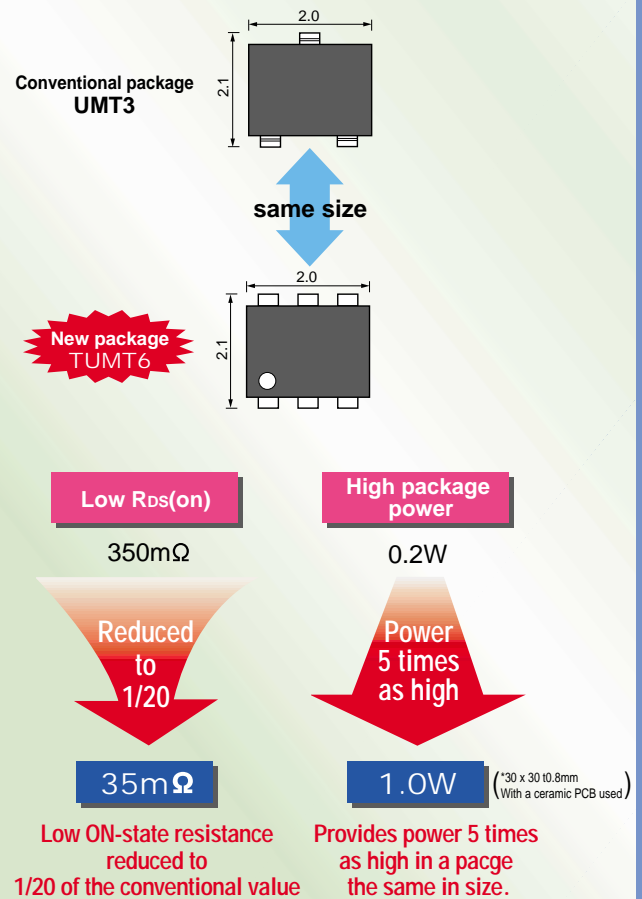 2.0
Conventional package
UMT3
2.1
same size
2.0
New package
TUMT6
2.1
Low RDS(on)
High package
power
350mΩ
0.2W
Reduced
to
1/20
Power
5 times
as high
35mΩ
1.0W
(*30 x 30 t0.8mm
With a ceramic PCB used)
Low ON-state resistance
reduced to
1/20 of the conventional value
Provides power 5 times
as high in a pacge
the same in size.